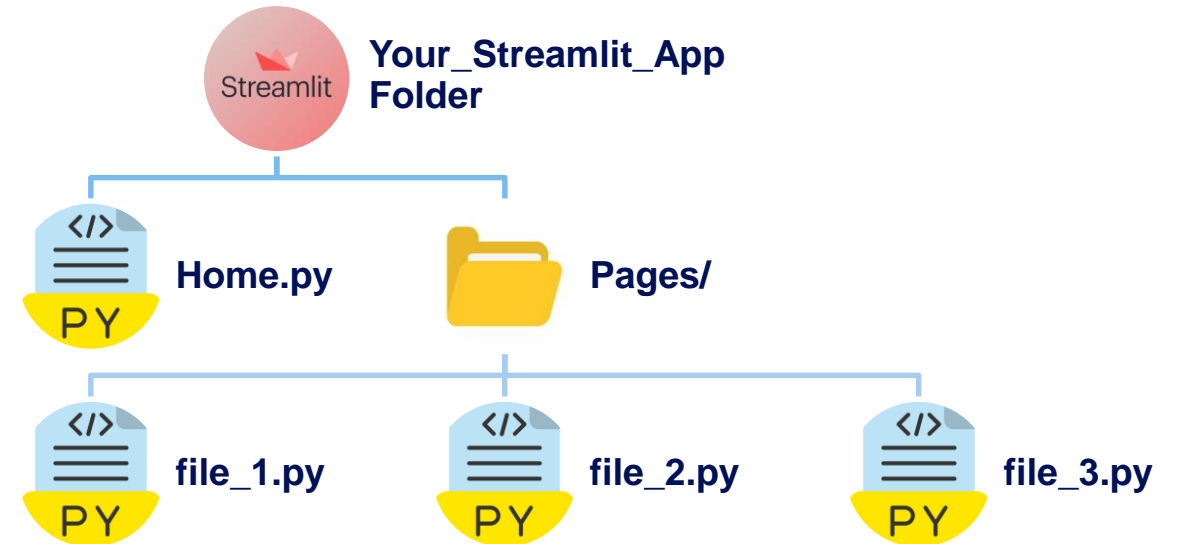 Streamlit
Your_Streamlit_App
Folder
</>
PY
Home.py
Pages/
</>
PY
file_1.py
</>
PY
file_2.py
</>
PY
file_3.py